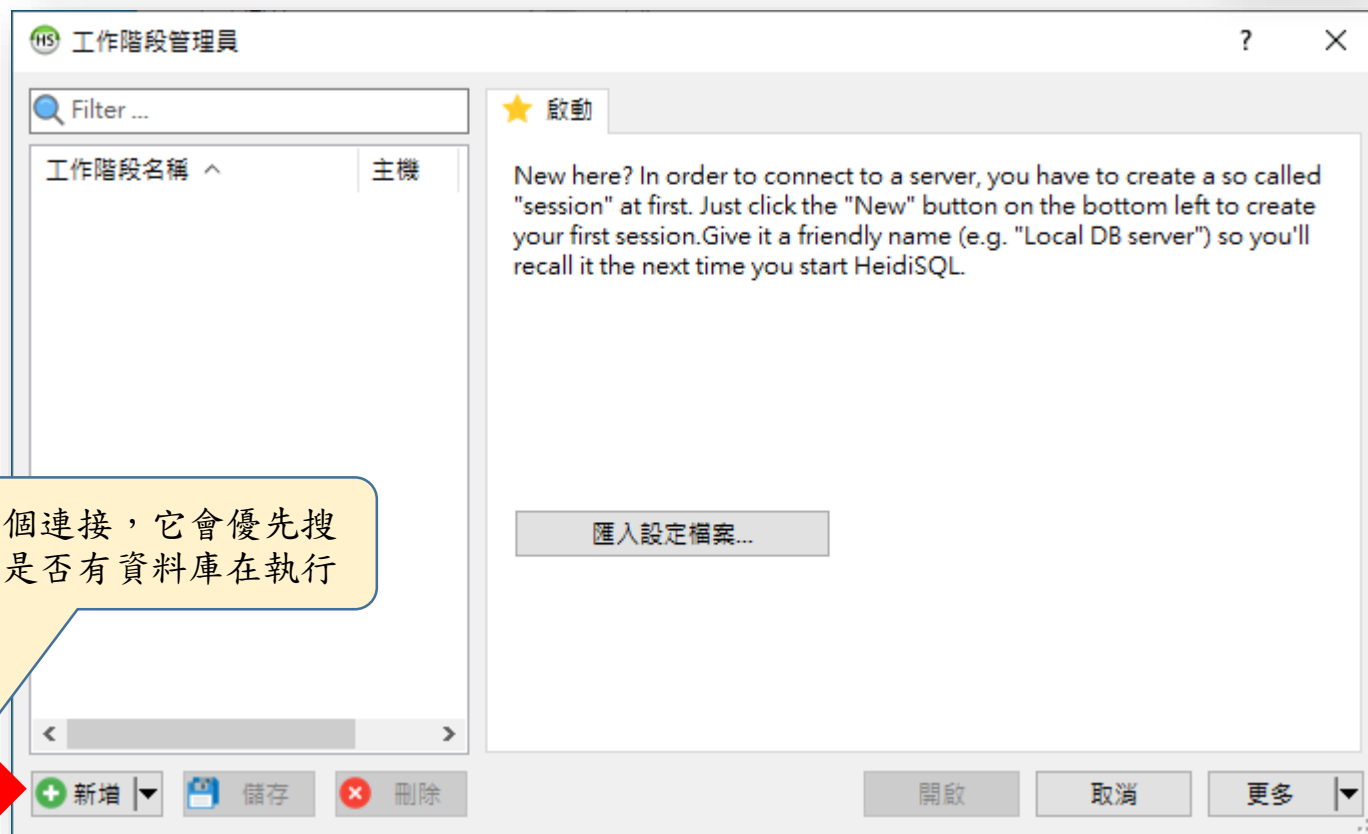 HS 工作階段管理員 ?
Filter ...
工作階段名稱 主機
啟動
New here? In order to connect to a server, you have to create a so called
"session" at first. Just click the "New" button on the bottom left to create
your first session.Give it a friendly name (e.g. "Local DB server") so you'll
recall it the next time you start HeidiSQL.
匯入設定檔案...
個連接，它會優先搜
是否有資料庫在執行
新增 儲存 刪除 開啟 取消 更多